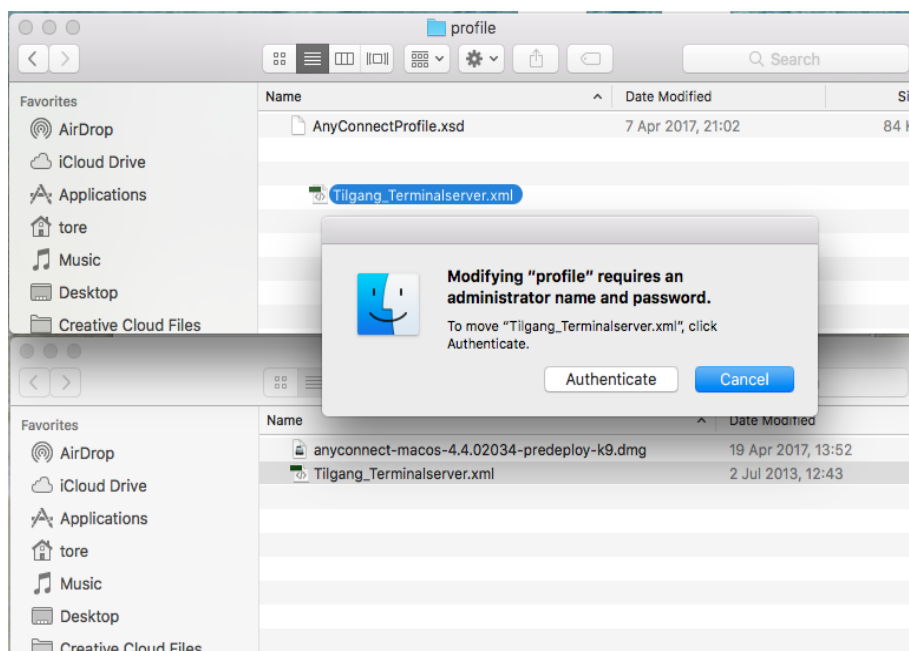 profile
Search
Favorites
AirDrop
iCloud Drive
Applications
tore
Music
Desktop
Creative Cloud Files
Name
Date Modified
AnyConnectProfile.xsd
7 Apr 2017, 21:02
84
Tilgang_Terminalserver.xml
Modifying “profile” requires an
administrator name and password.
To move “Tilgang_Terminalserver.xml”, click
Authenticate.
Authenticate
Cancel
Favorites
AirDrop
iCloud Drive
Applications
tore
Music
Desktop
Creative Cloud Files
Name
Date Modified
anyconnect-macos-4.4.02034-predeploy-k9.dmg
19 Apr 2017, 13:52
Tilgang_Terminalserver.xml
2 Jul 2013, 12:43